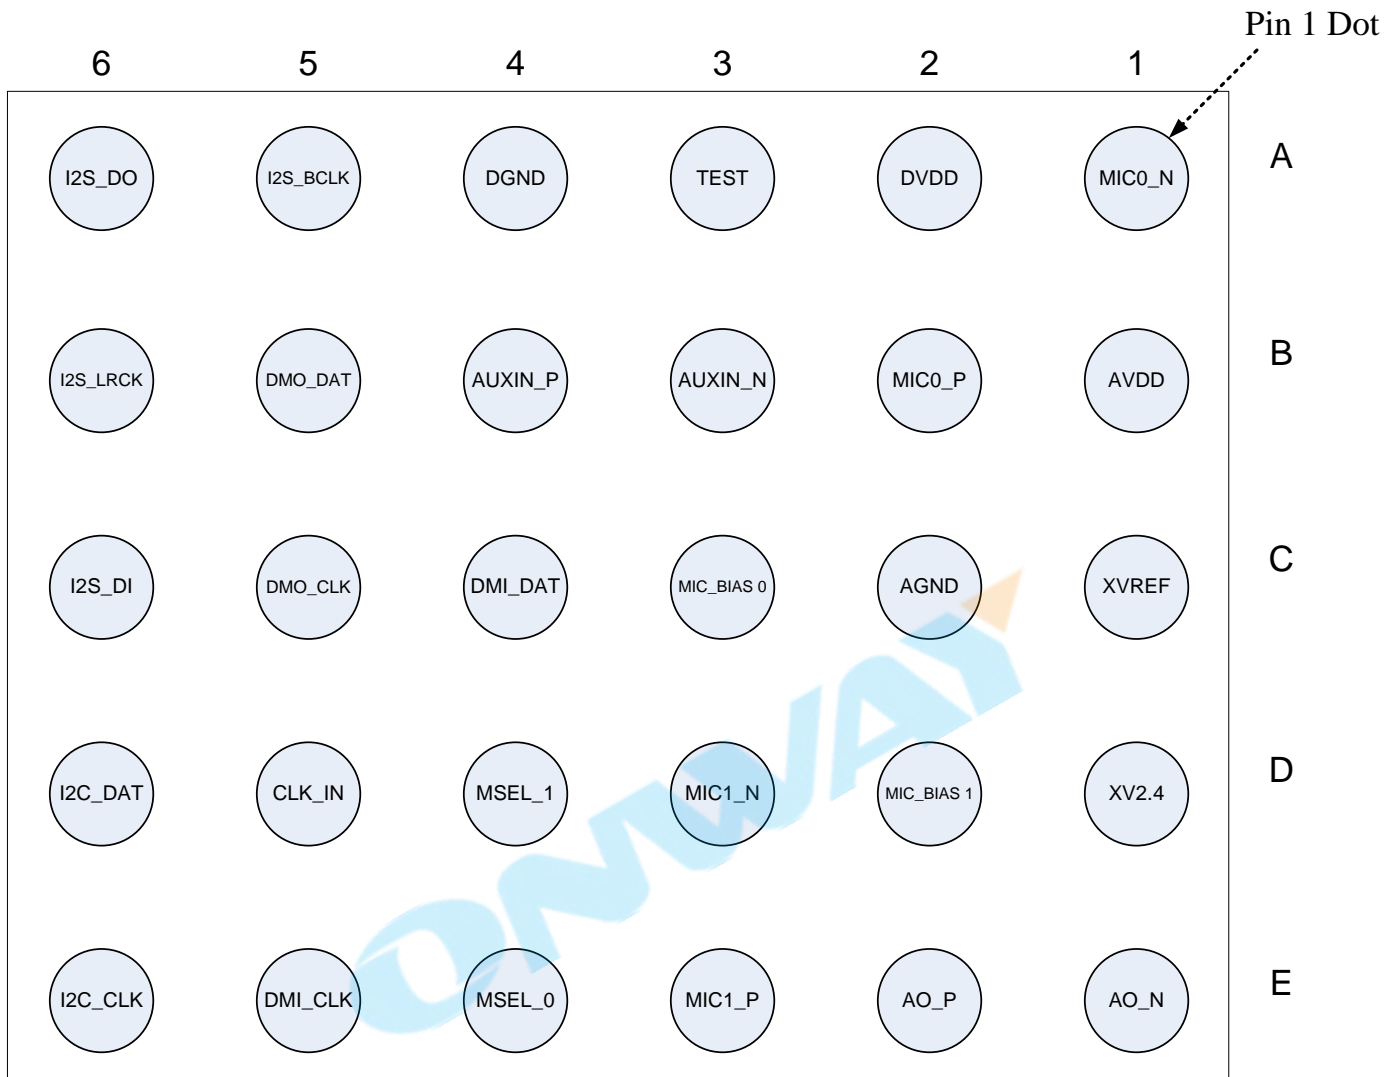 Pin 1 Dot
6 5 4 3 2 1
I2S_DO I2S_BCLK DGND TEST DVDD MIC0_N A
I2S_LRCK DMO_DAT AUXIN_P AUXIN_N MIC0_P AVDD B
I2S_DI DMO_CLK DMI_DAT MIC_BIAS 0 AGND XVREF C
I2C_DAT CLK_IN MSEL_1 MIC1_N MIC_BIAS 1 XV2.4 D
I2C_CLK DMI_CLK MSEL_0 MIC1_P AO_P AO_N E
ONWAY